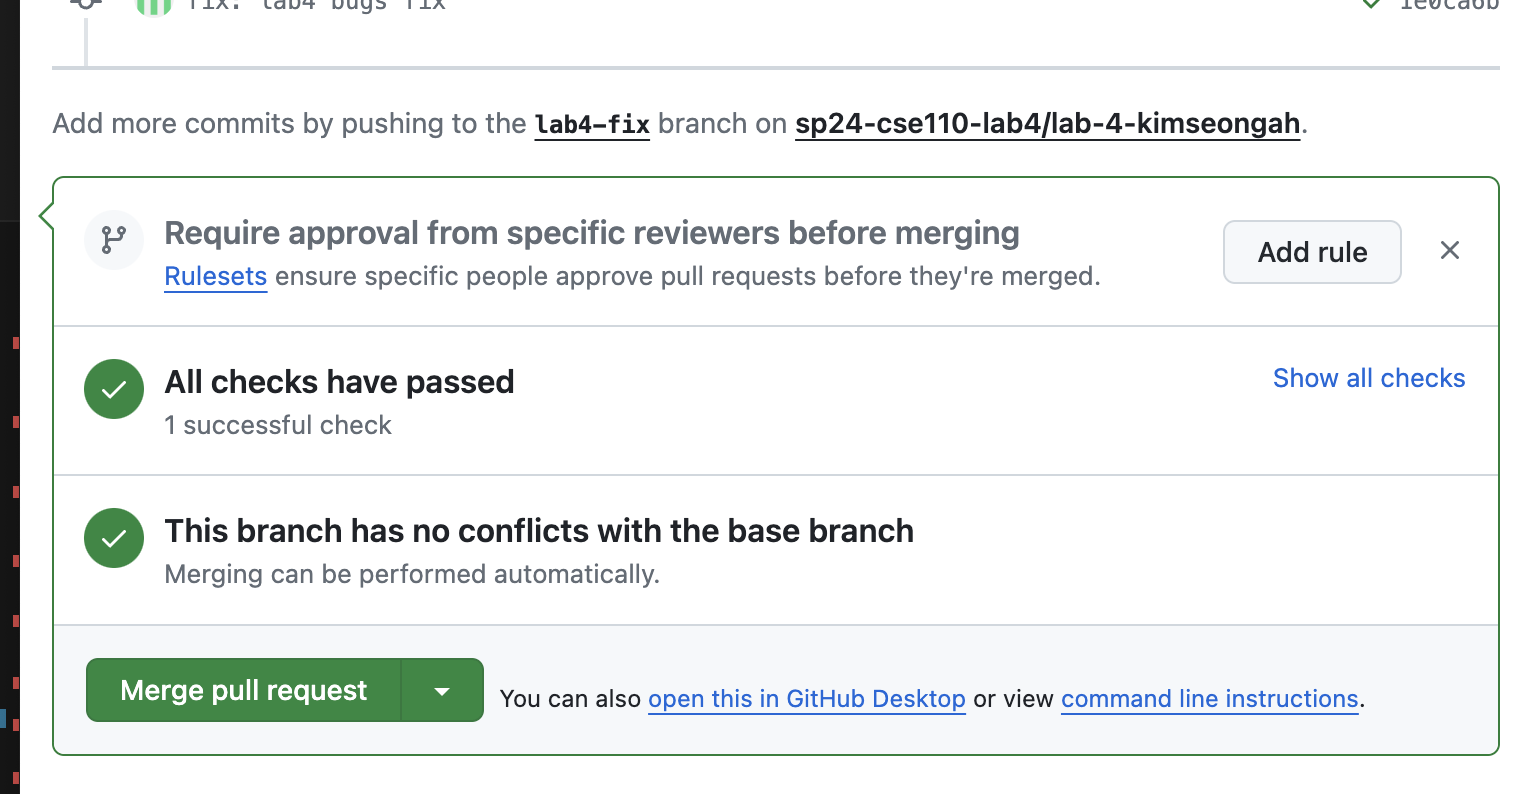 fix: lab4 bugs fix 1e0ca6b
Add more commits by pushing to the lab4-fix branch on sp24-cse110-lab4/lab-4-kimseongah.
Require approval from specific reviewers before merging
Rulesets ensure specific people approve pull requests before they're merged.
Add rule
All checks have passed
1 successful check
Show all checks
This branch has no conflicts with the base branch
Merging can be performed automatically.
Merge pull request
You can also open this in GitHub Desktop or view command line instructions.